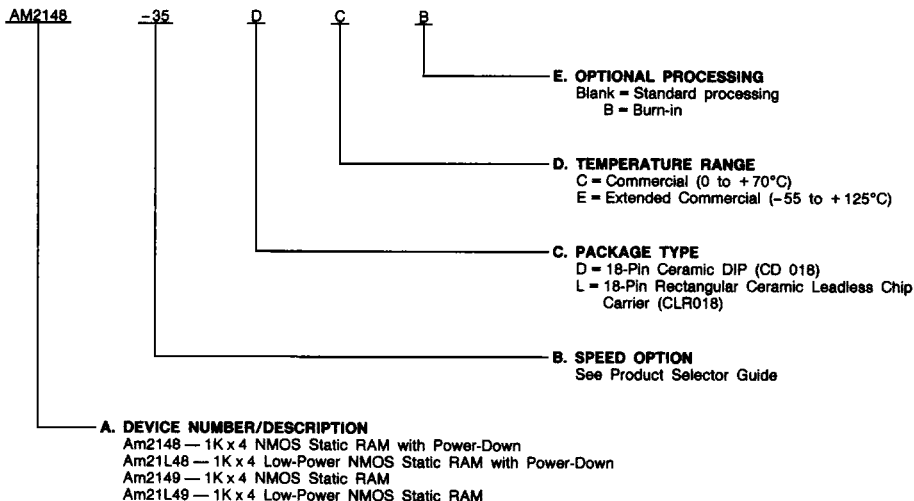 AM2148 -35 D C B
E. OPTIONAL PROCESSING
Blank = Standard processing
B = Burn-in
D. TEMPERATURE RANGE
C = Commercial (0 to +70°C)
E = Extended Commercial (-55 to +125°C)
C. PACKAGE TYPE
D = 18-Pin Ceramic DIP (CD 018)
L = 18-Pin Rectangular Ceramic Leadless Chip
Carrier (CLR018)
B. SPEED OPTION
See Product Selector Guide
A. DEVICE NUMBER/DESCRIPTION
Am2148 — 1K x 4 NMOS Static RAM with Power-Down
Am21L48 — 1K x 4 Low-Power NMOS Static RAM with Power-Down
Am2149 — 1K x 4 NMOS Static RAM
Am21L49 — 1K x 4 Low-Power NMOS Static RAM